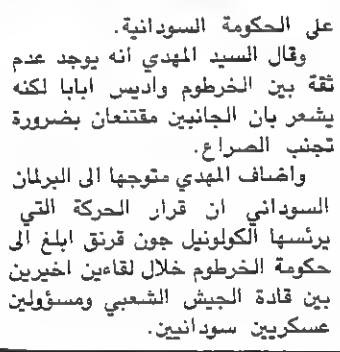 على الحكومة السودانية.
وقال السيد المهدي انه يوجد عدم
ثقة بين الخرطوم واديس ابابا لكنه
يشعر بان الجانبين مقتنعان بضرورة
تجنب الصراع.
واضاف المهدي متوجها الى البرلمان
السوداني ان قرار الحركة التي
يرئسها الكولونيل جون قرنق ابلغ الى
حكومة الخرطوم خلال لقاءين اخيرين
بين قادة الجيش الشعبي ومسؤولين
عسكريين سودانيين.